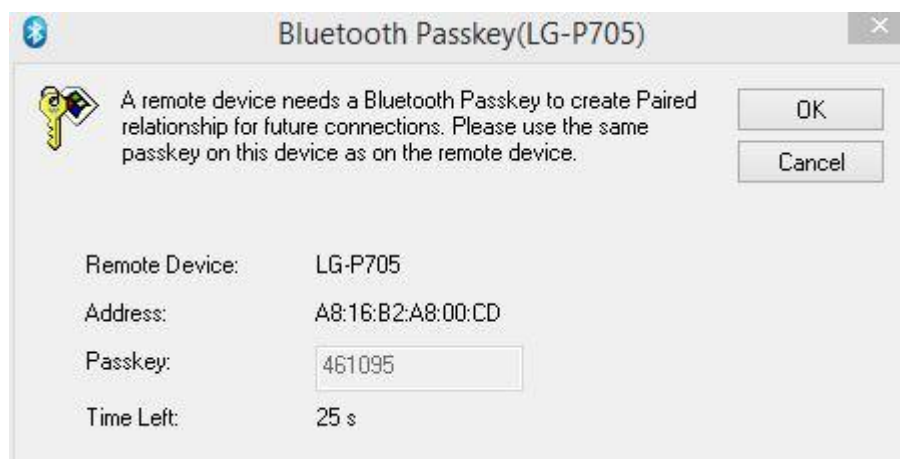 Bluetooth Passkey(LG-P705)
A remote device needs a Bluetooth Passkey to create Paired
relationship for future connections. Please use the same
passkey on this device as on the remote device.
OK
Cancel
Remote Device: LG-P705
Address: A8:16:B2:A8:00:CD
Passkey: 461095
Time Left: 25 s